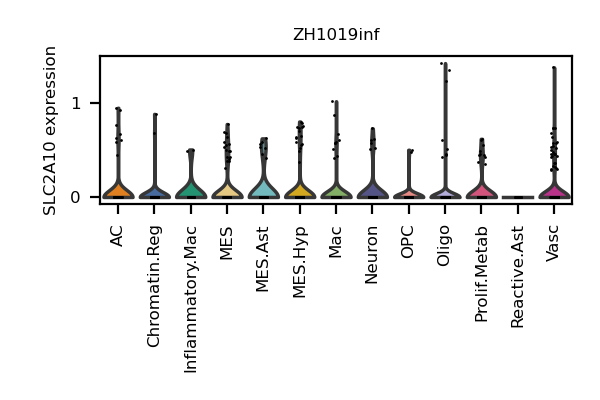 ZH1019inf
SLC2A10 expression
1
0
AC
Chromatin.Reg
Inflammatory.Mac
MES
MES.Ast
MES.Hyp
Mac
Neuron
OPC
Oligo
Prolif.Metab
Reactive.Ast
Vasc